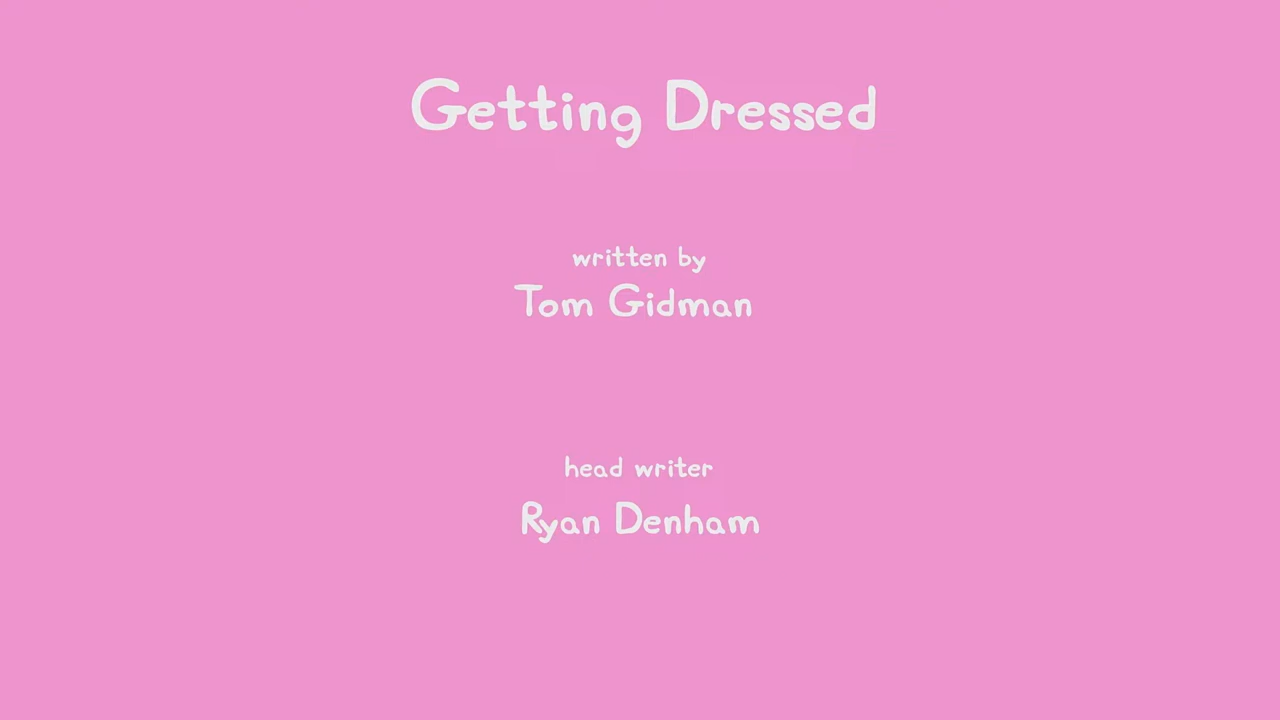 Getting Dressed
written by
Tom Gidman
head writer
Ryan Denham